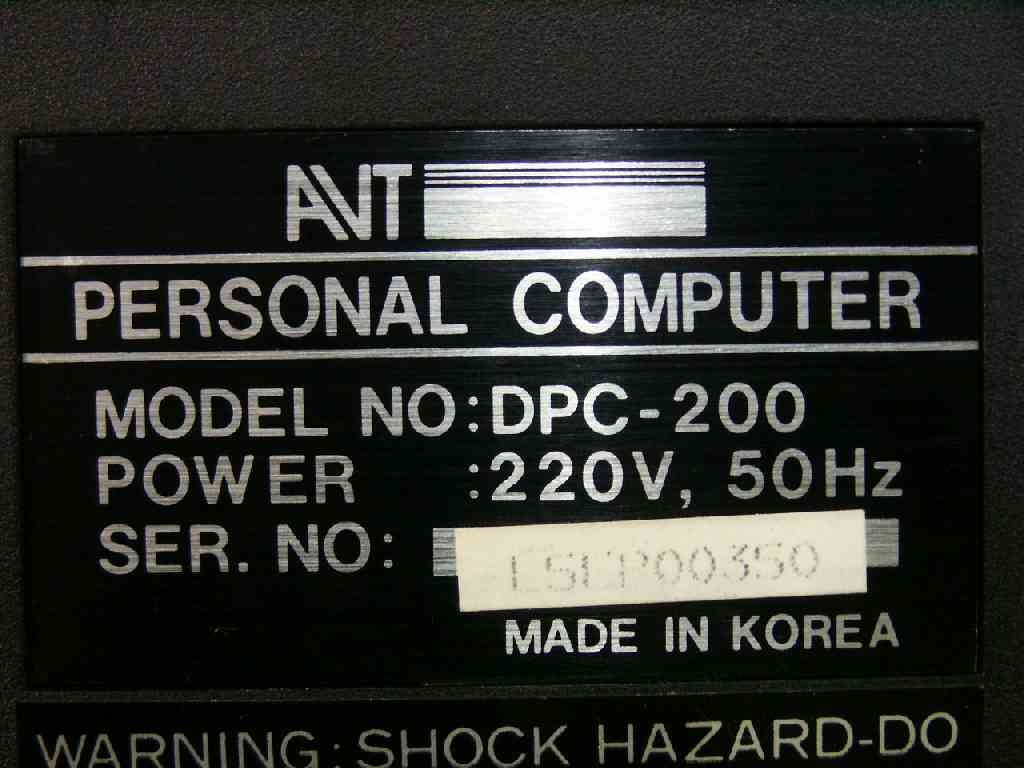 AVT
PERSONAL COMPUTER
MODEL NO:DPC-200
POWER :220V, 50Hz
SER. NO:
MADE IN KOREA
WARNING: SHOCK HAZARD-DO